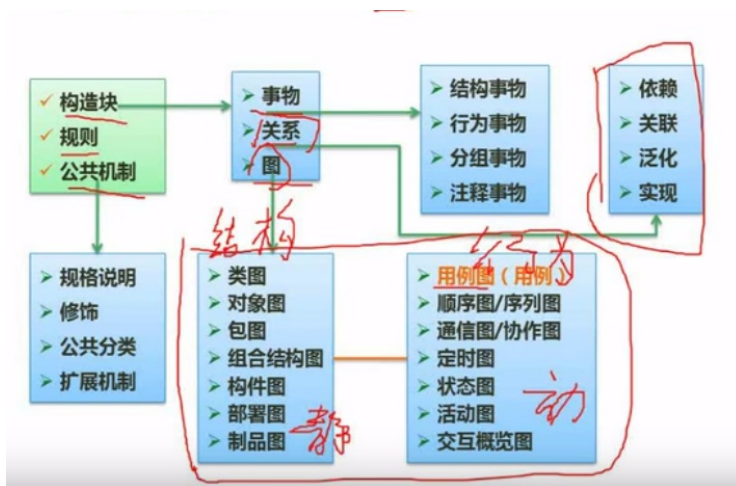 构造块
规则
公共机制
事物
关系
图
结构事物
行为事物
分组事物
注释事物
依赖
关联
泛化
实现
结构
行为
规格说明
修饰
公共分类
扩展机制
类图
对象图
包图
组合结构图
构件图
部署图
制品图
静
用例图（用例）
顺序图/序列图
通信图/协作图
定时图
状态图
活动图
交互概览图
动